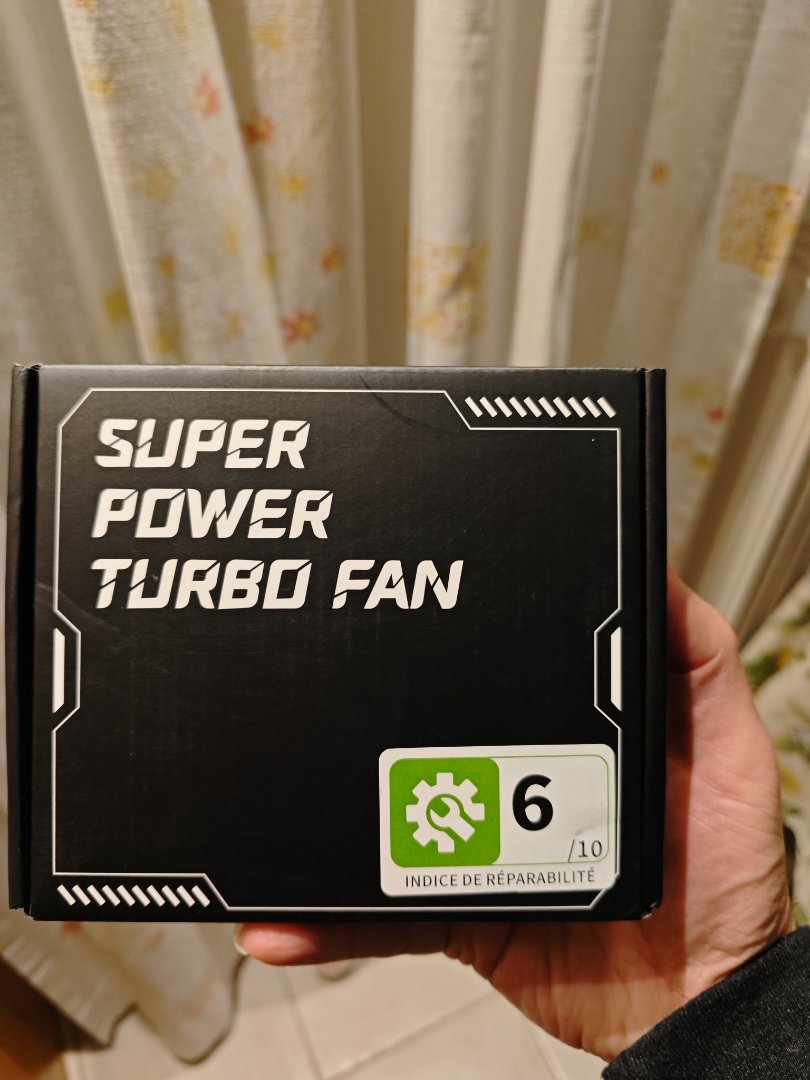 SUPER
POWER
TURBO FAN
6
/10
INDICE DE RÉPARABILITÉ